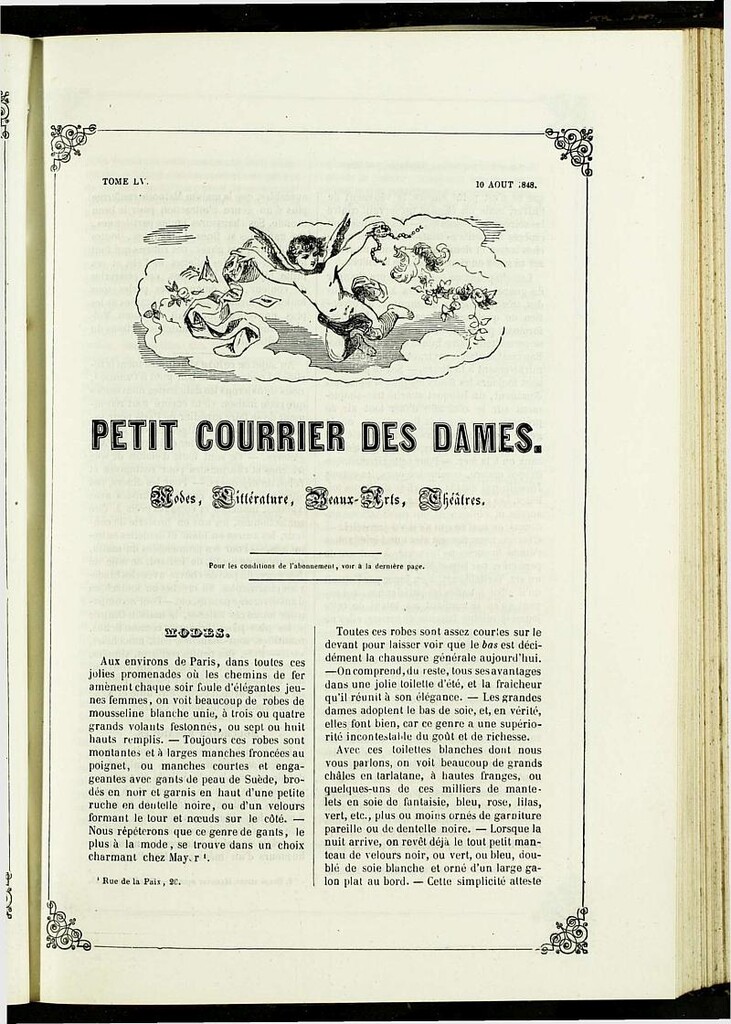 TOME LV.
10 AOUT 1848.
PETIT COURRIER DES DAMES.
Modes, Littérature, Beaux-Arts, Théâtres.
Pour les conditions de l'abonnement, voir à la dernière page.
MODES.
Aux environs de Paris, dans toutes ces
jolies promenades où les chemins de fer
amènent chaque soir foule d'élégantes jeu-
nes femmes, on voit beaucoup de robes de
mousseline blanche unie, à trois ou quatre
grands volants festonnés, ou sept ou huit
hauts remplis. — Toujours ces robes sont
montantes et à larges manches froncées au
poignet, ou manches courtes et enga-
geantes avec gants de peau de Suède, bro-
dés en noir et garnis en haut d'une petite
ruche en dentelle noire, ou d'un velours
formant le tour et nœuds sur le côté. —
Nous répéterons que ce genre de gants, le
plus à la mode, se trouve dans un choix
charmant chez Mayer ¹.
¹ Rue de la Paix, 26.
Toutes ces robes sont assez courtes sur le
devant pour laisser voir que le bas est déci-
dément la chaussure générale aujourd'hui.
—On comprend, du reste, tous ses avantages
dans une jolie toilette d'été, et la fraîcheur
qu'il réunit à son élégance. — Les grandes
dames adoptent le bas de soie, et, en vérité,
elles font bien, car ce genre a une supério-
rité incontestable du goût et de richesse.
Avec ces toilettes blanches dont nous
vous parlons, on voit beaucoup de grands
châles en tarlatane, à hautes franges, ou
quelques-uns de ces milliers de mante-
lets en soie de fantaisie, bleu, rose, lilas,
vert, etc., plus ou moins ornés de garniture
pareille ou de dentelle noire. — Lorsque la
nuit arrive, on revêt déjà le tout petit man-
teau de velours noir, ou vert, ou bleu, dou-
blé de soie blanche et orné d'un large ga-
lon plat au bord. — Cette simplicité atteste